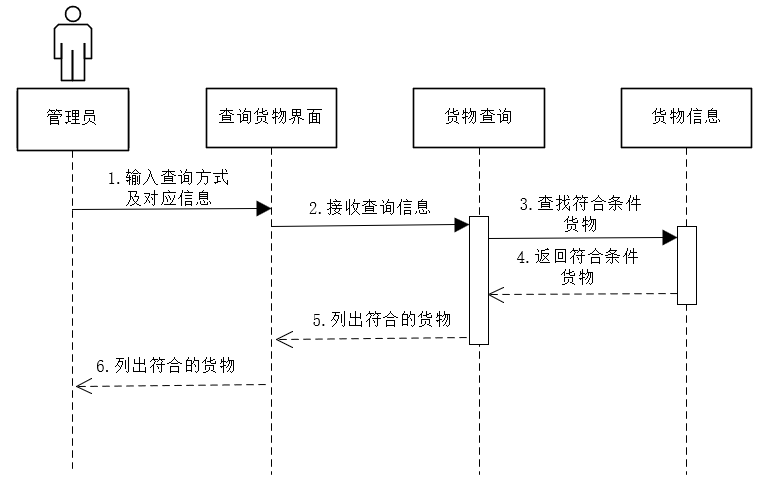 管理员
查询货物界面
货物查询
货物信息
1.输入查询方式
及对应信息
2.接收查询信息
3.查找符合条件
货物
4.返回符合条件
货物
5.列出符合的货物
6.列出符合的货物